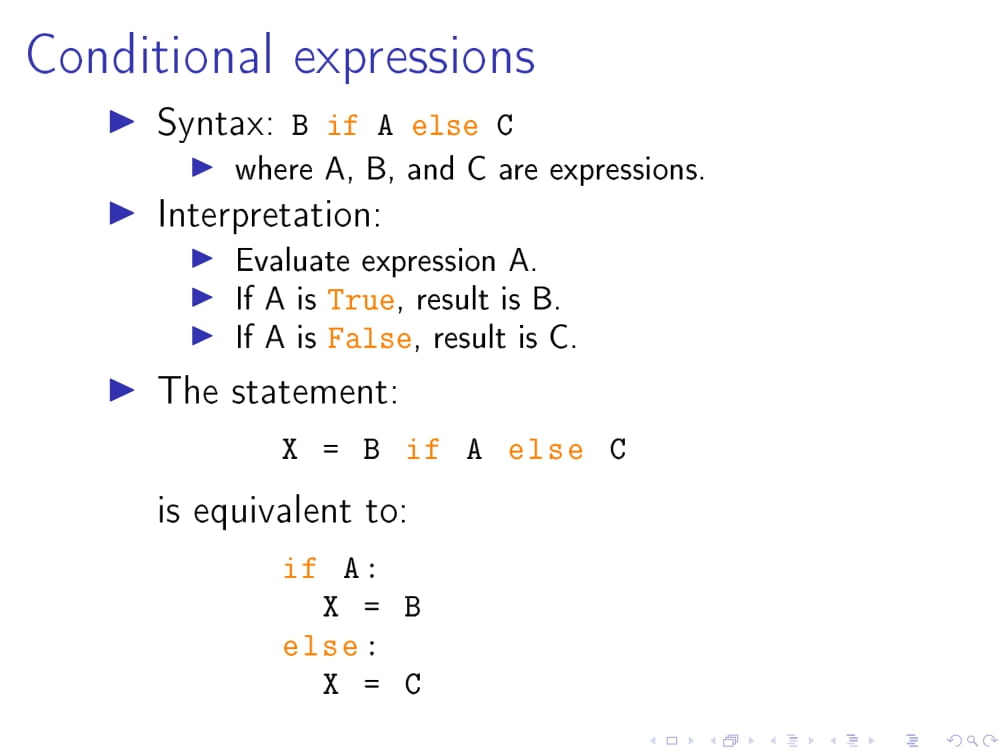 Conditional expressions
Syntax: B if A else C
where A, B, and C are expressions.
Interpretation:
Evaluate expression A.
If A is True, result is B.
If A is False, result is C.
The statement:
X = B if A else C
is equivalent to:
if A:
X = B
else:
X = C